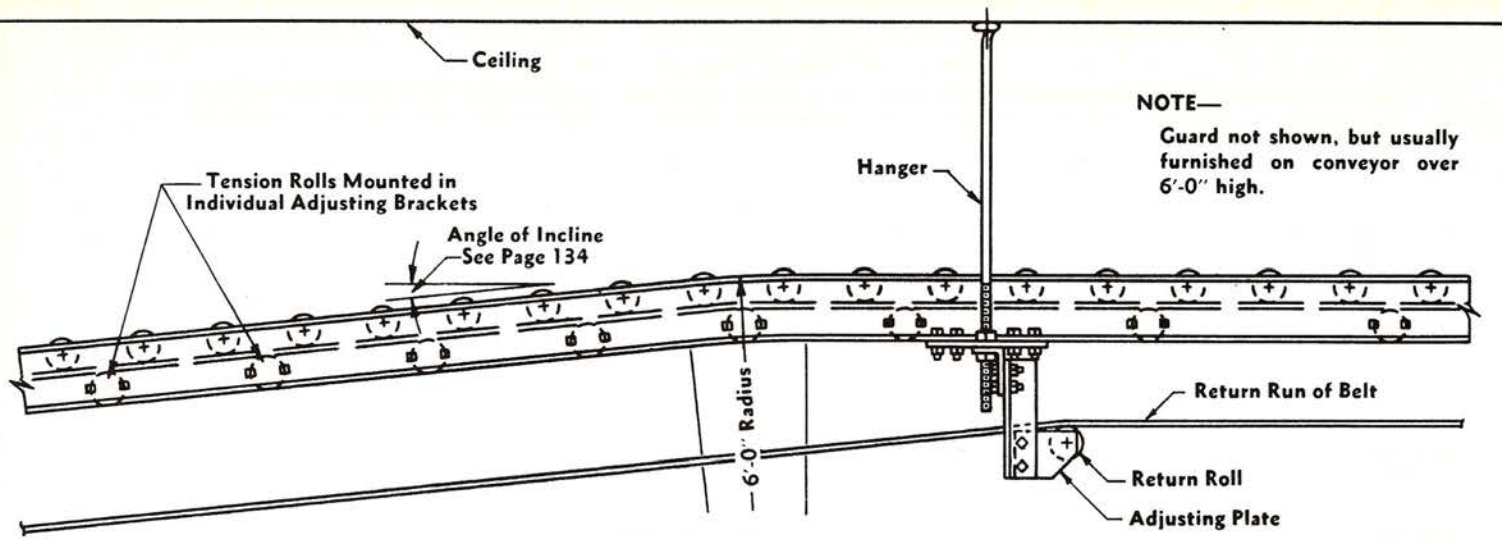 Ceiling
NOTE—
Guard not shown, but usually
furnished on conveyor over
6'-0" high.
Hanger
Tension Rolls Mounted in
Individual Adjusting Brackets
Angle of Incline
See Page 134
6'-0" Radius
Return Run of Belt
Return Roll
Adjusting Plate